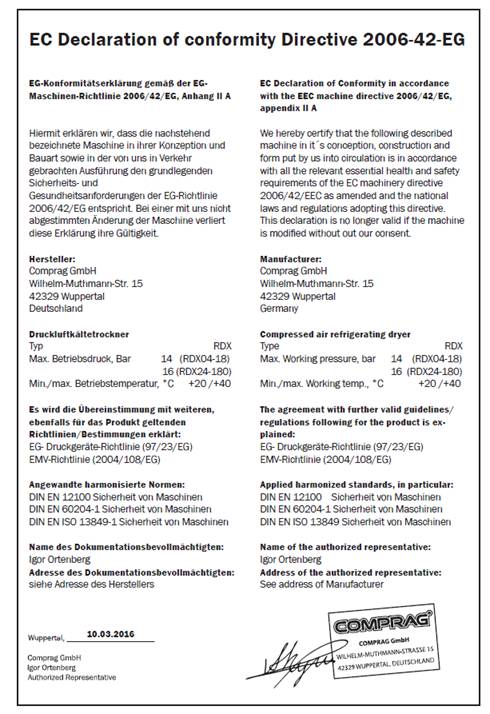 EC Declaration of conformity Directive 2006-42-EG
EG-Konformitätserklärung gemäß der EG-
Maschinen-Richtlinie 2006/42/EG, Anhang II A
Hiermit erklären wir, dass die nachstehend
bezeichnete Maschine in ihrer Konzeption und
Bauart sowie in der von uns in Verkehr
gebrachten Ausführung den grundlegenden
Sicherheits- und
Gesundheitsanforderungen der EG-Richtlinie
2006/42/EG entspricht. Bei einer mit uns nicht
abgestimmten Änderung der Maschine verliert
diese Erklärung ihre Gültigkeit.
Hersteller:
Comprag GmbH
Wilhelm-Muthmann-Str. 15
42329 Wuppertal
Deutschland
Druckluftkältetrockner
Typ RDX
Max. Betriebsdruck, Bar 14 (RDX04-18)
16 (RDX24-180)
Min./max. Betriebstemperatur, °C +20 /+40
Es wird die Übereinstimmung mit weiteren,
ebenfalls für das Produkt geltenden
Richtlinien/Bestimmungen erklärt:
EG- Druckgeräte-Richtlinie (97/23/EG)
EMV-Richtlinie (2004/108/EG)
Angewandte harmonisierte Normen:
DIN EN 12100 Sicherheit von Maschinen
DIN EN 60204-1 Sicherheit von Maschinen
DIN EN ISO 13849-1 Sicherheit von Maschinen
Name des Dokumentationsbevollmächtigten:
Igor Ortenberg
Adresse des Dokumentationsbevollmächtigten:
siehe Adresse des Herstellers
EC Declaration of Conformity in accordance
with the EEC machine directive 2006/42/EG,
appendix II A
We hereby certify that the following described
machine in it´s conception, construction and
form put by us into circulation is in accordance
with all the relevant essential health and safety
requirements of the EC machinery directive
2006/42/EEC as amended and the national
laws and regulations adopting this directive.
This declaration is no longer valid if the machine
is modified without out our consent.
Manufacturer:
Comprag GmbH
Wilhelm-Muthmann-Str. 15
42329 Wuppertal
Germany
Compressed air refrigerating dryer
Type RDX
Max. Working pressure, bar 14 (RDX04-18)
16 (RDX24-180)
Min./max. Working temp., °C +20 /+40
The agreement with further valid guidelines/
regulations following for the product is ex-
plained:
EG- Druckgeräte-Richtlinie (97/23/EG)
EMV-Richtlinie (2004/108/EG)
Applied harmonized standards, in particular:
DIN EN 12100 Sicherheit von Maschinen
DIN EN 60204-1 Sicherheit von Maschinen
DIN EN ISO 13849 Sicherheit von Maschinen
Name of the authorized representative:
Igor Ortenberg
Address of the authorized representative:
See address of Manufacturer
Wuppertal, 10.03.2016
Comprag GmbH
Igor Ortenberg
Authorized Representative
COMPRAG
COMPRAG GmbH
WILHELM-MUTHMANN-STRASSE 15
42329 WUPPERTAL, DEUTSCHLAND